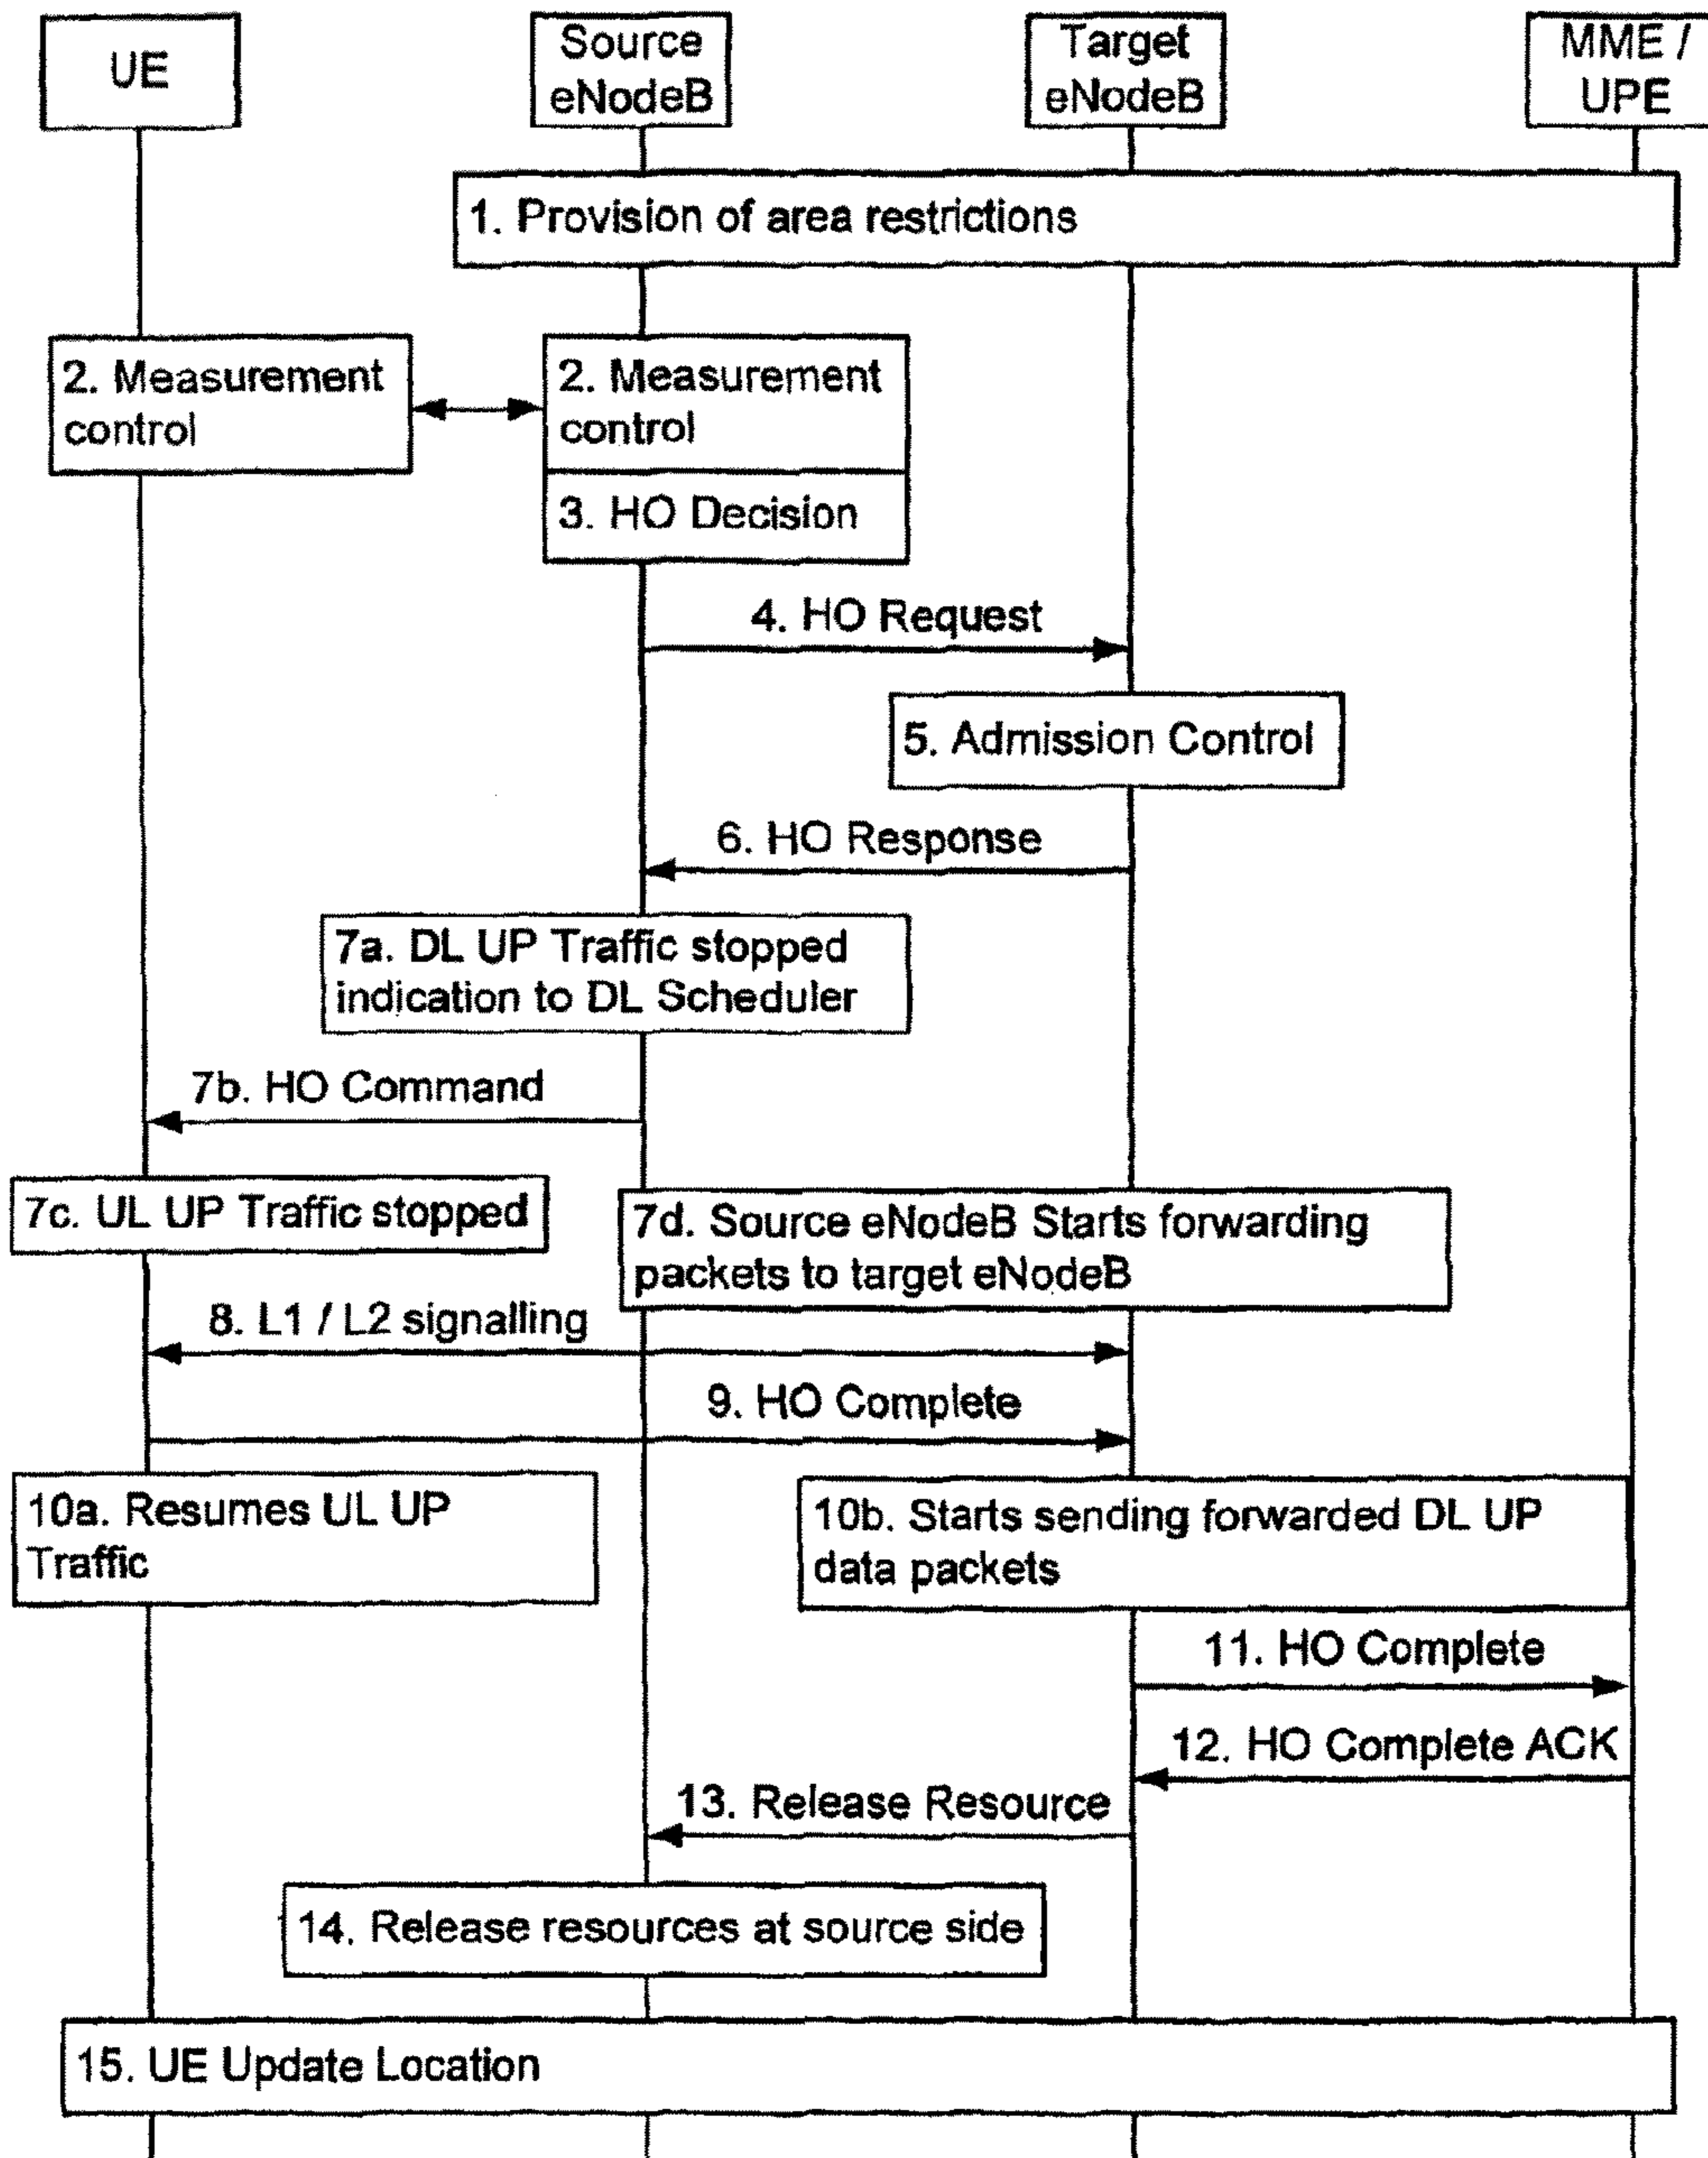 UE
Source
eNodeB
Target
eNodeB
MME /
UPE
1. Provision of area restrictions
2. Measurement
control
2. Measurement
control
3. HO Decision
4. HO Request
5. Admission Control
6. HO Response
7a. DL UP Traffic stopped
indication to DL Scheduler
7b. HO Command
7c. UL UP Traffic stopped
7d. Source eNodeB Starts forwarding
packets to target eNodeB
8. L1 / L2 signalling
9. HO Complete
10a. Resumes UL UP
Traffic
10b. Starts sending forwarded DL UP
data packets
11. HO Complete
12. HO Complete ACK
13. Release Resource
14. Release resources at source side
15. UE Update Location